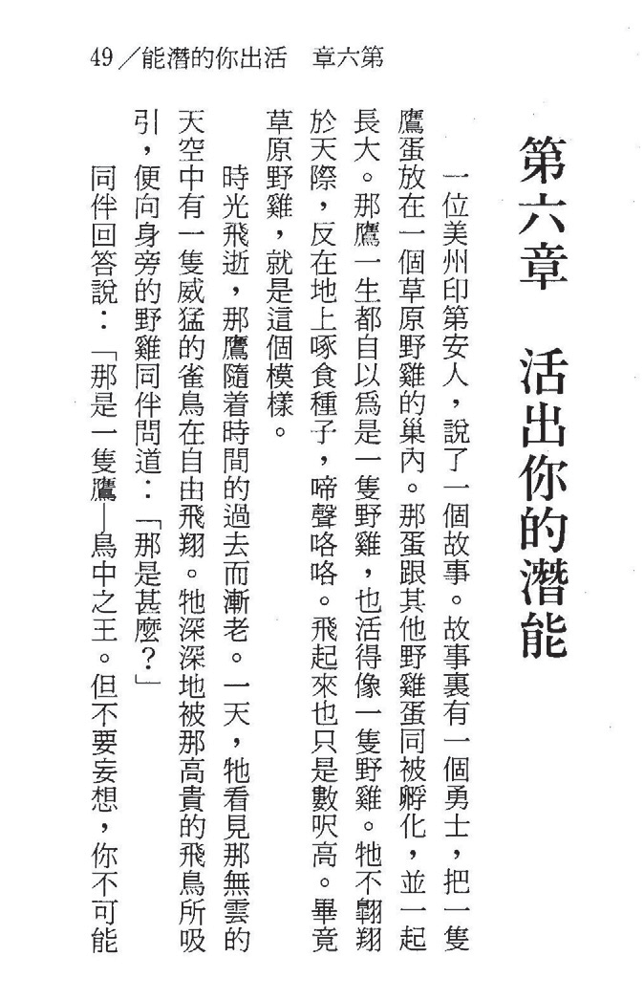 49／能潛的你出活　章六第
第六章　活出你的潛能
一位美州印第安人，說了一個故事。故事裏有一個勇士，把一隻
鷹蛋放在一個草原野雞的巢內。那蛋跟其他野雞蛋同被孵化，並一起
長大。那鷹一生都自以爲是一隻野雞，也活得像一隻野雞。牠不翺翔
於天際，反在地上啄食種子，啼聲咯咯。飛起來也只是數呎高。畢竟
草原野雞，就是這個模樣。
時光飛逝，那鷹隨着時間的過去而漸老。一天，牠看見那無雲的
天空中有一隻威猛的雀鳥在自由飛翔。牠深深地被那高貴的飛鳥所吸
引，便向身旁的野雞同伴問道：「那是甚麼？」
同伴回答說：「那是一隻鷹—鳥中之王。但不要妄想，你不可能